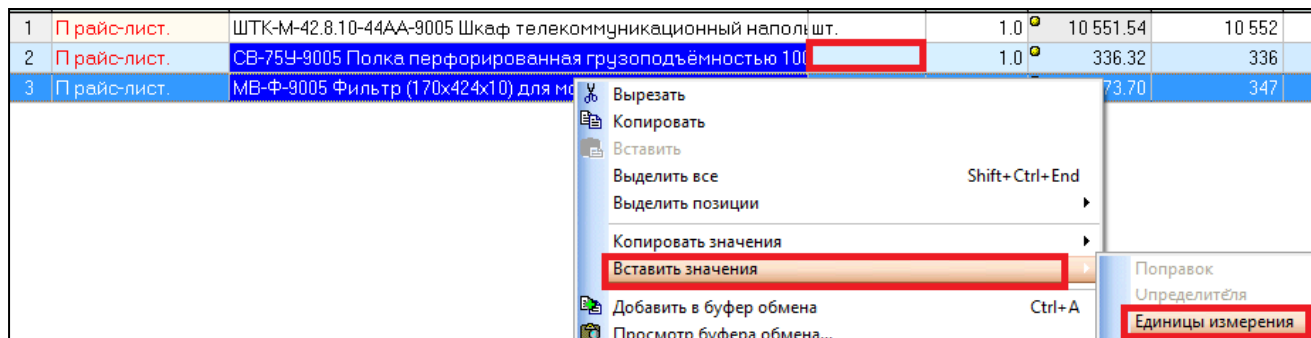 1 Прайс-лист. ШТК-М-42.8.10-44АА-9005 Шкаф телекоммуникационный наполь шт. 1.0 10 551.54 10 552
2 Прайс-лист. СВ-75У-9005 Полка перфорированная грузоподъёмностью 100 1.0 336.32 336
3 Прайс-лист. МВ-Ф-9005 Фильтр (170х424х10) для мо 73.70 347
Вырезать
Копировать
Вставить
Выделить все Shift+Ctrl+End
Выделить позиции
Копировать значения
Вставить значения
Поправок
Определителя
Добавить в буфер обмена Ctrl+A
Единицы измерения
Просмотр буфера обмена...